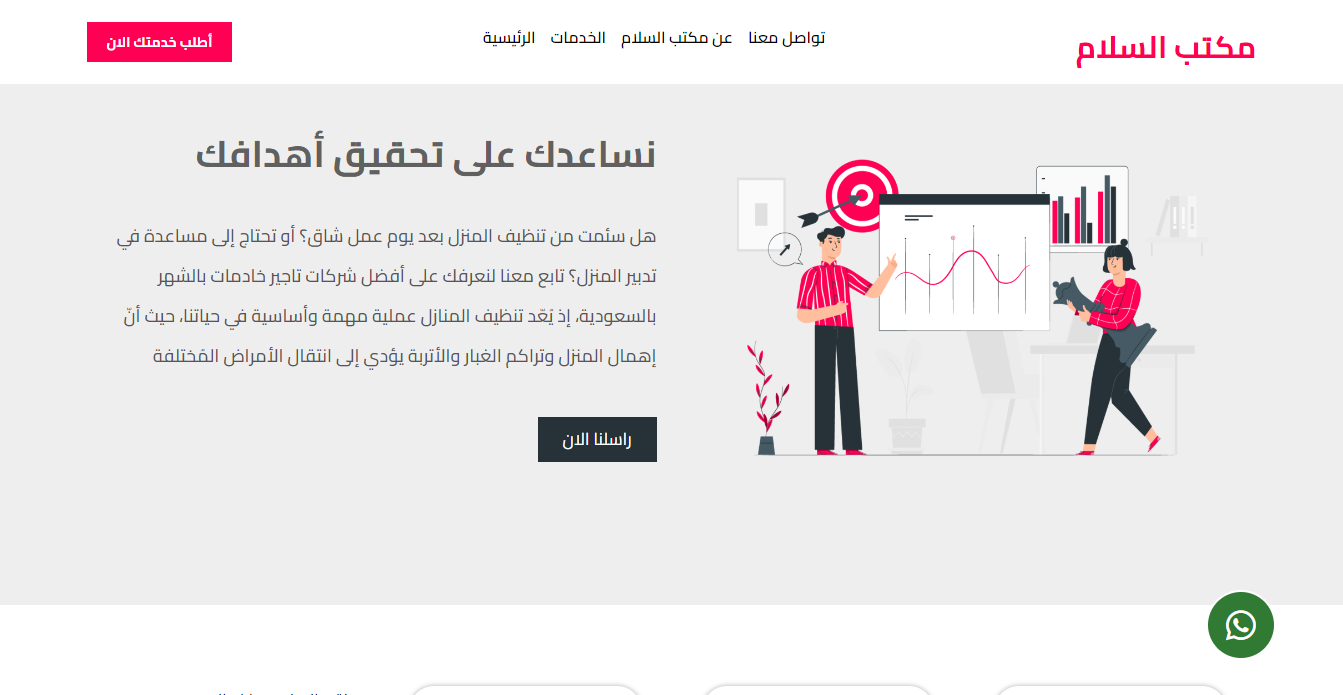 مكتب السلام
تواصل معنا
عن مكتب السلام
الخدمات
الرئيسية
أطلب خدمتك الان
نساعدك على تحقيق أهدافك
هل سئمت من تنظيف المنزل بعد يوم عمل شاق؟ أو تحتاج إلى مساعدة في
تدبير المنزل؟ تابع معنا لنعرفك على أفضل شركات تاجير خادمات بالشهر
بالسعودية، إذ يُعّد تنظيف المنازل عملية مهمة وأساسية في حياتنا، حيث أنّ
إهمال المنزل وتراكم الغبار والأتربة يؤدي إلى انتقال الأمراض المُختلفة
راسلنا الان